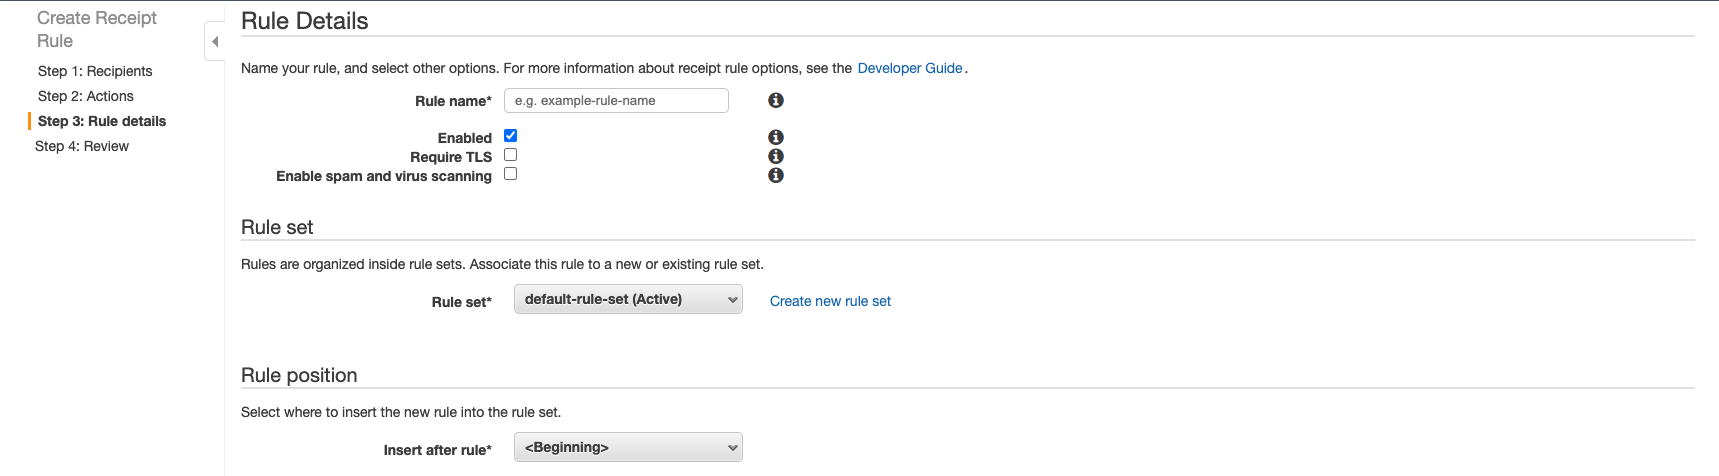 Create Receipt
Rule
Step 1: Recipients
Step 2: Actions
Step 3: Rule details
Step 4: Review
Rule Details
Name your rule, and select other options. For more information about receipt rule options, see the Developer Guide.
Rule name* e.g. example-rule-name
Enabled
Require TLS
Enable spam and virus scanning
Rule set
Rules are organized inside rule sets. Associate this rule to a new or existing rule set.
Rule set* default-rule-set (Active) Create new rule set
Rule position
Select where to insert the new rule into the rule set.
Insert after rule* <Beginning>